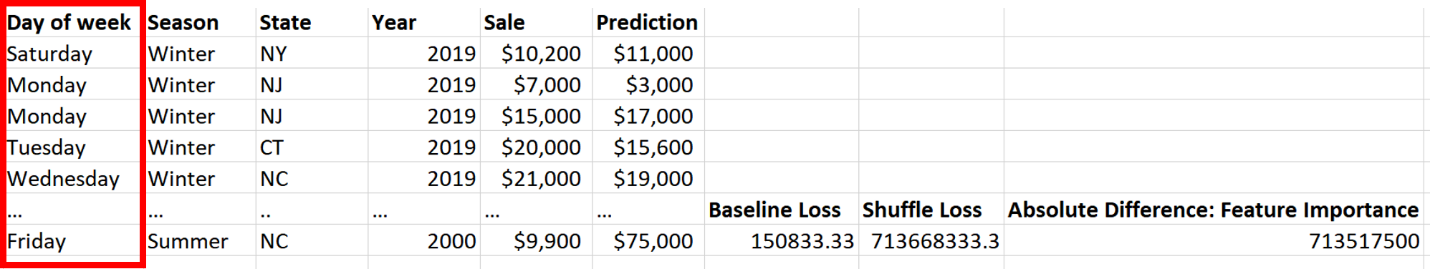 Day of week Season State Year Sale Prediction
Saturday Winter NY 2019 $10,200 $11,000
Monday Winter NJ 2019 $7,000 $3,000
Monday Winter NJ 2019 $15,000 $17,000
Tuesday Winter CT 2019 $20,000 $15,600
Wednesday Winter NC 2019 $21,000 $19,000
... ... .. ... ... ... Baseline Loss Shuffle Loss Absolute Difference: Feature Importance
Friday Summer NC 2000 $9,900 $75,000 150833.33 713668333.3 713517500